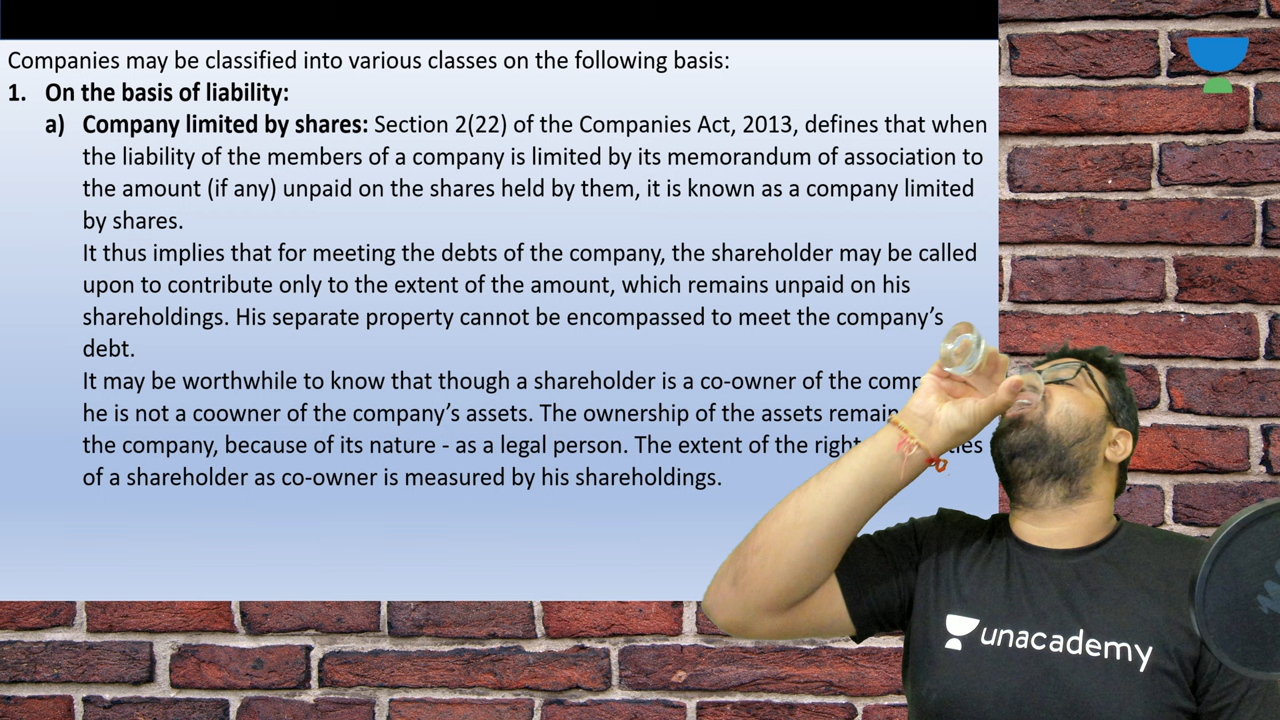 Companies may be classified into various classes on the following basis:
1. On the basis of liability:
a) Company limited by shares: Section 2(22) of the Companies Act, 2013, defines that when
the liability of the members of a company is limited by its memorandum of association to
the amount (if any) unpaid on the shares held by them, it is known as a company limited
by shares.
It thus implies that for meeting the debts of the company, the shareholder may be called
upon to contribute only to the extent of the amount, which remains unpaid on his
shareholdings. His separate property cannot be encompassed to meet the company’s
debt.
It may be worthwhile to know that though a shareholder is a co-owner of the
he is not a coowner of the company’s assets. The ownership of the assets
the company, because of its nature - as a legal person. The extent of the
of a shareholder as co-owner is measured by his shareholdings.
unacademy